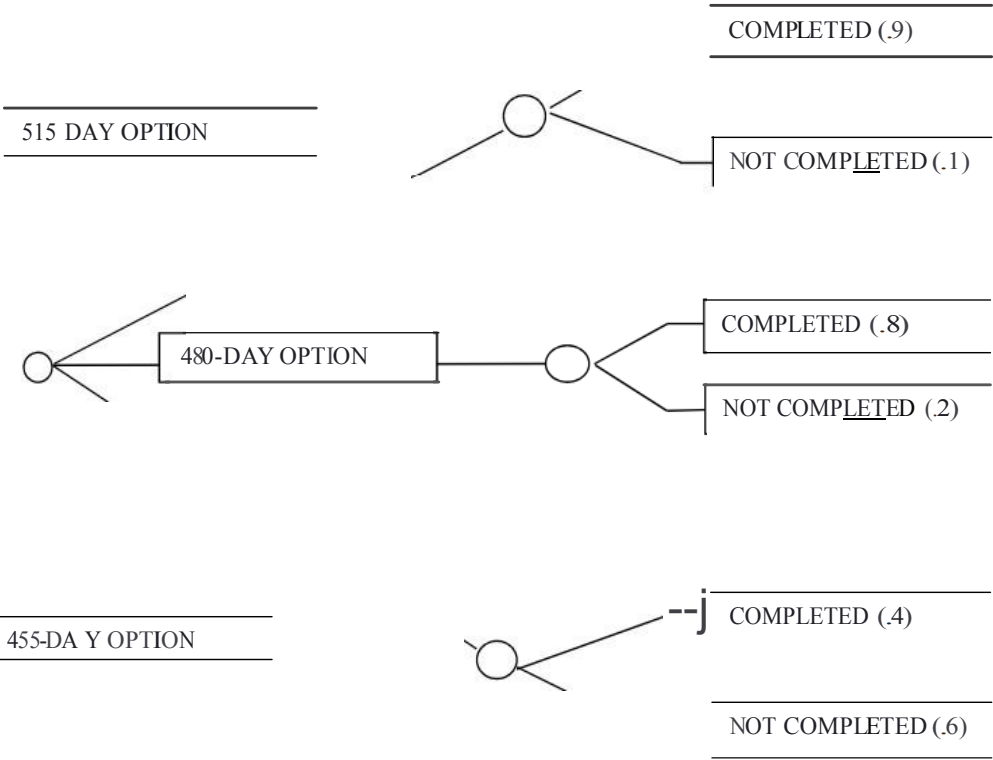 COMPLETED (.9)
515 DAY OPTION
NOT COMPLETED (.1)
COMPLETED (.8)
480-DAY OPTION
NOT COMPLETED (.2)
--j COMPLETED (.4)
455-DA Y OPTION
NOT COMPLETED (.6)